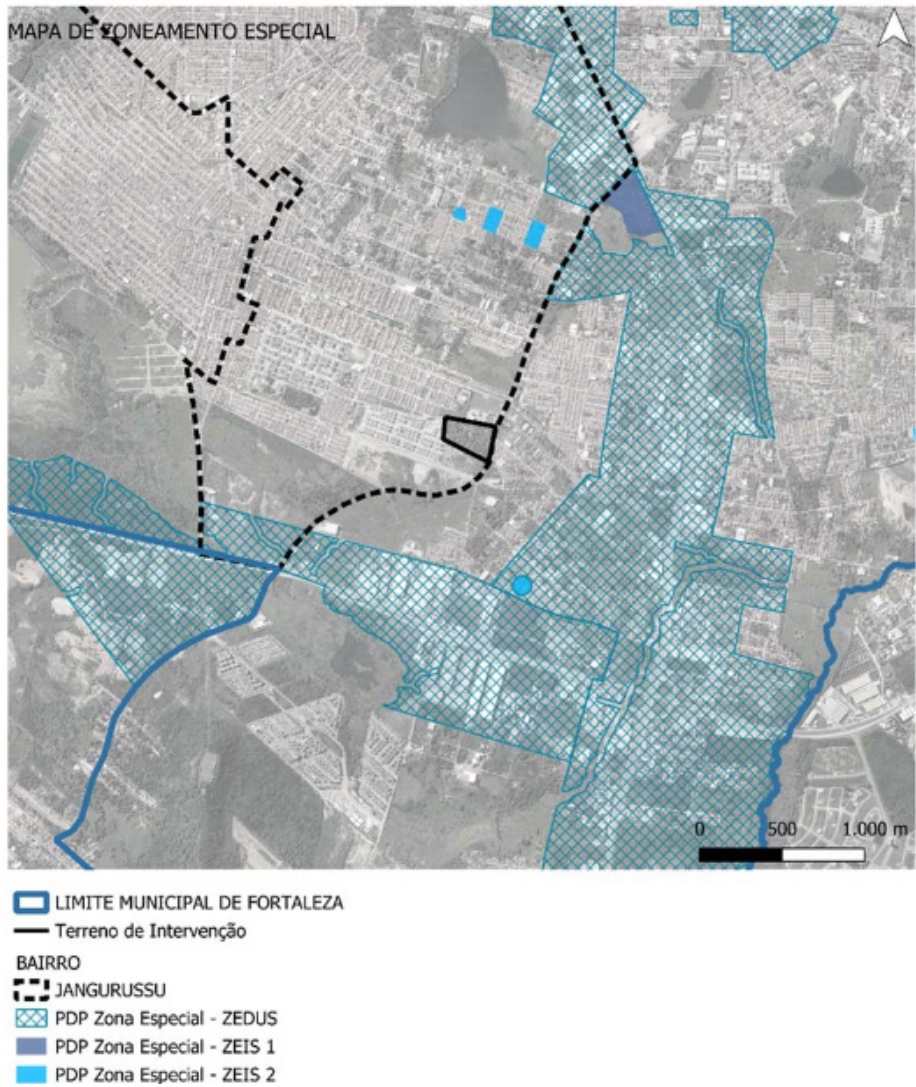 MAPA DE ZONEAMENTO ESPECIAL
0 500 1.000 m
LIMITE MUNICIPAL DE FORTALEZA
Terreno de Intervenção
BAIRRO
JANGURUSSU
PDP Zona Especial - ZEDUS
PDP Zona Especial - ZEIS 1
PDP Zona Especial - ZEIS 2